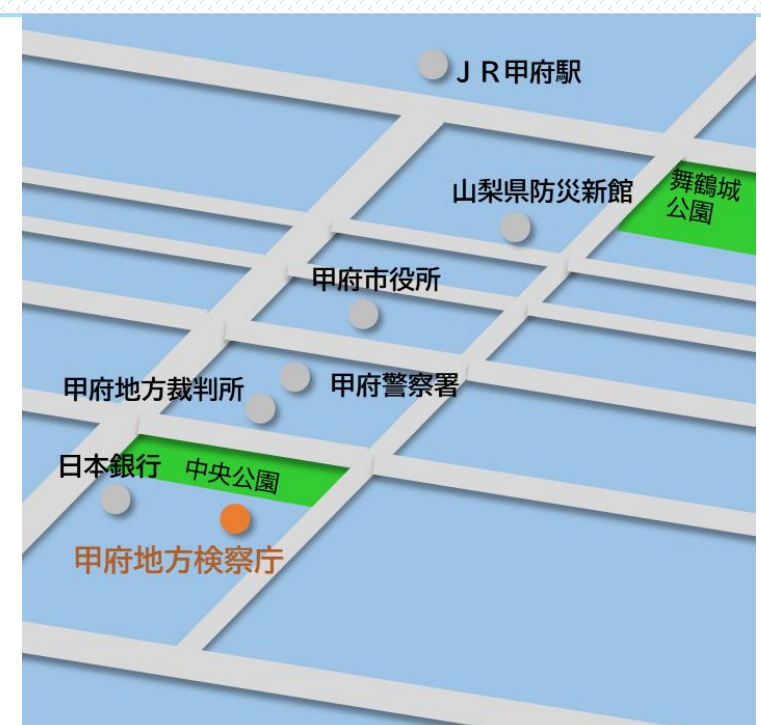 ＪＲ甲府駅
山梨県防災新館
舞鶴城
公園
甲府市役所
甲府地方裁判所
甲府警察署
日本銀行
中央公園
甲府地方検察庁